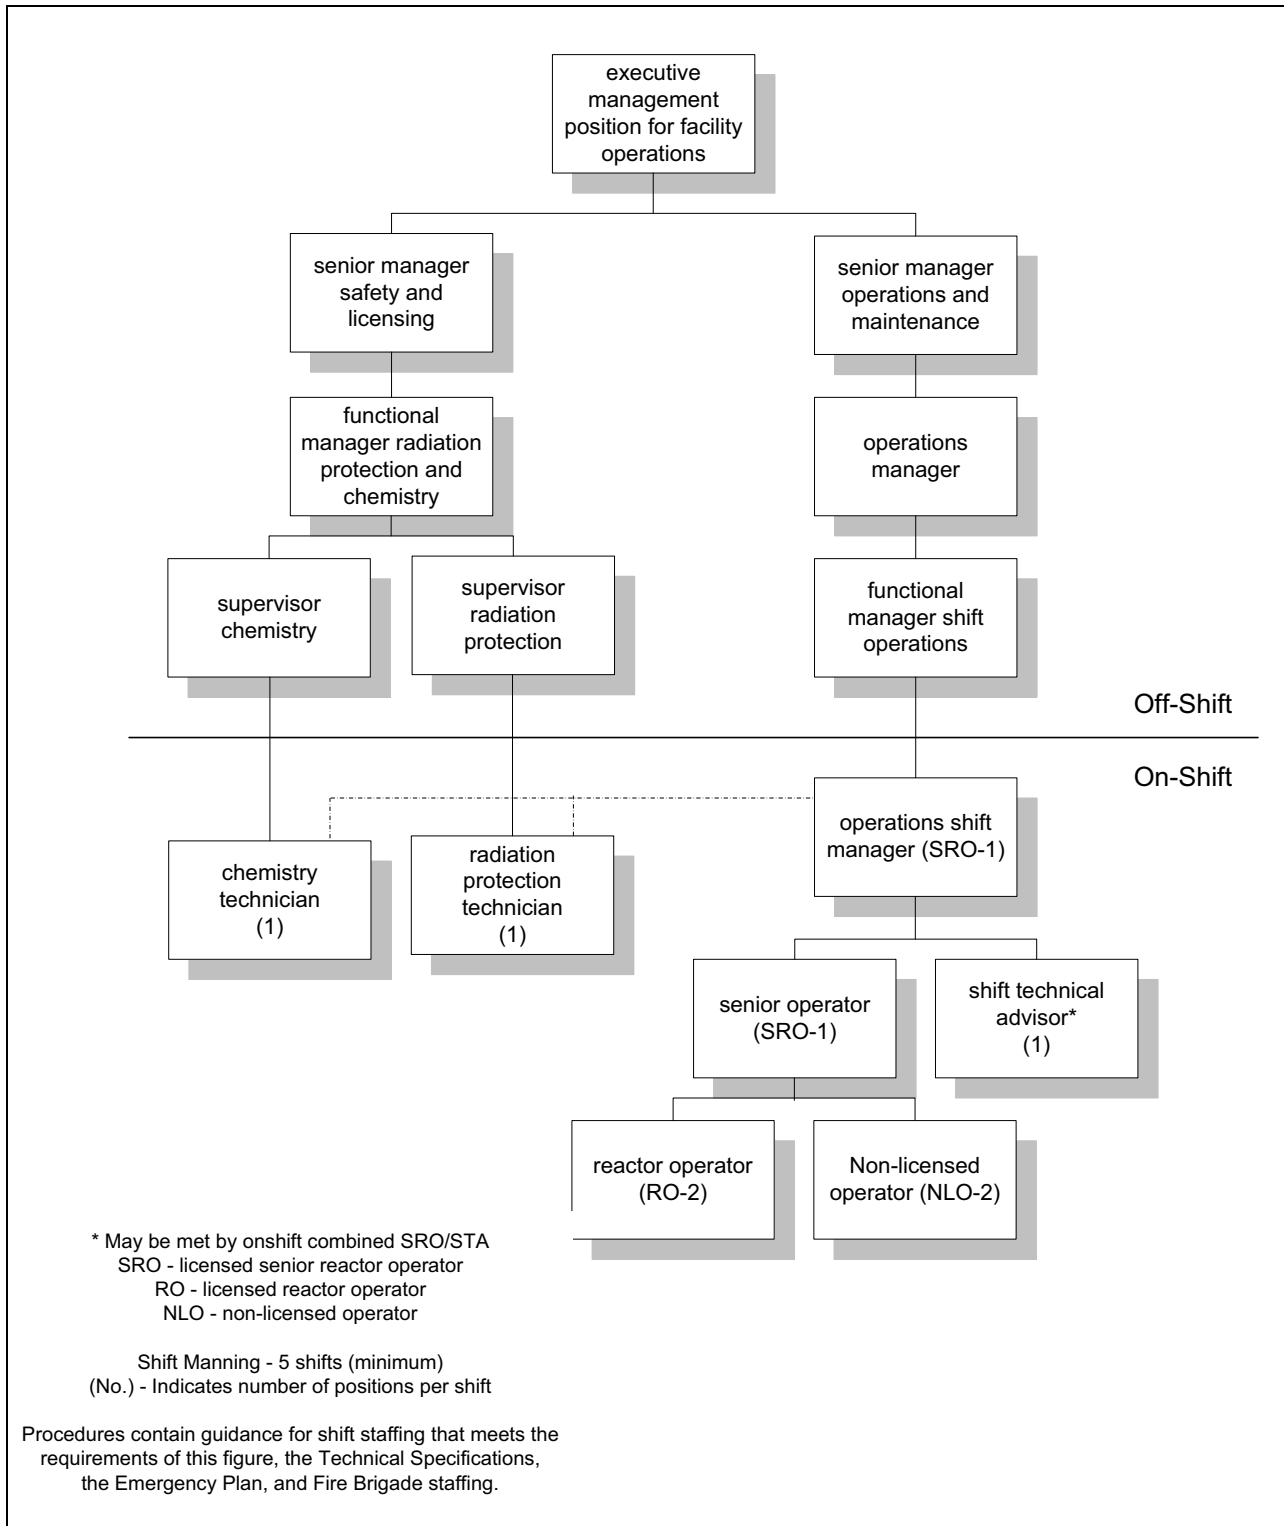 executive
management
position for facility
operations
senior manager
safety and
licensing
senior manager
operations and
maintenance
functional
manager radiation
protection and
chemistry
operations
manager
supervisor
chemistry
supervisor
radiation
protection
functional
manager shift
operations
Off-Shift
On-Shift
chemistry
technician
(1)
radiation
protection
technician
(1)
operations shift
manager (SRO-1)
senior operator
(SRO-1)
shift technical
advisor*
(1)
reactor operator
(RO-2)
Non-licensed
operator (NLO-2)
* May be met by onshift combined SRO/STA
SRO - licensed senior reactor operator
RO - licensed reactor operator
NLO - non-licensed operator
Shift Manning - 5 shifts (minimum)
(No.) - Indicates number of positions per shift
Procedures contain guidance for shift staffing that meets the
requirements of this figure, the Technical Specifications,
the Emergency Plan, and Fire Brigade staffing.